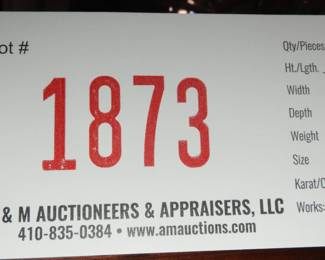 ot #
1873
& M AUCTIONEERS & APPRAISERS, LLC
410-835-0384 • www.amauctions.com
Qty/Pieces
Ht./Lgth.
Width
Depth
Weight
Size
Karat/
Works: